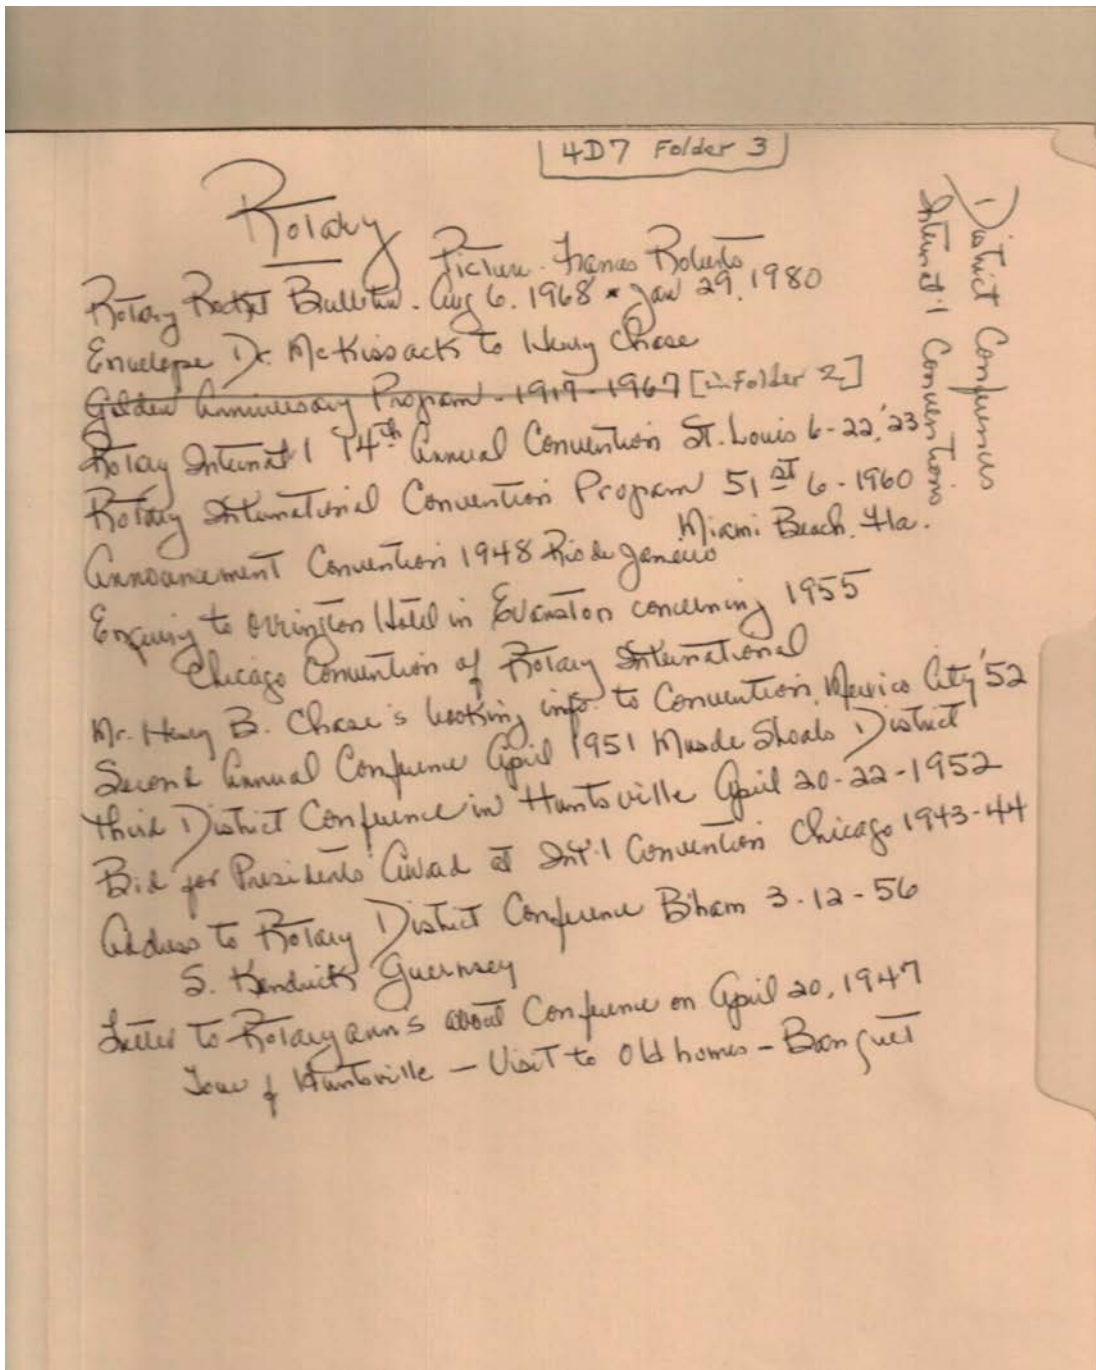 4D7 Folder 3
Rotary
Picture - Frances Roberts
Rotary Rocket Bulletin - Aug 6. 1968 * Jan 29, 1980
Envelope Dr. McKissack to Henry Chase
Golden Anniversary Program - 1917-1967 [in Folder 2]
Rotary Internat'l 14th Annual Convention St. Louis 6-22,'23
Rotary International Convention Program 51st 6-1960
Miami Beach, Fla.
Announcement Convention 1948 Rio de Janeiro
Enquiry to Orrington Hotel in Evanston concerning 1955
Chicago Convention of Rotary International
Mr. Henry B. Chase's booking info. to Convention, Mexico City '52
Second Annual Conference April 1951 Muscle Shoals District
Third District Conference in Huntsville April 20-22-1952
Bid for Presidents Award at Int'l Convention Chicago 1943-44
Address to Rotary District Conference B'ham 3-12-56
S. Kendrick Guernsey
Letter to Rotaryann's about Conference on April 20, 1947
Tour of Huntsville - Visit to Old homes - Banquet
District Conferences
Internat'l Conventions